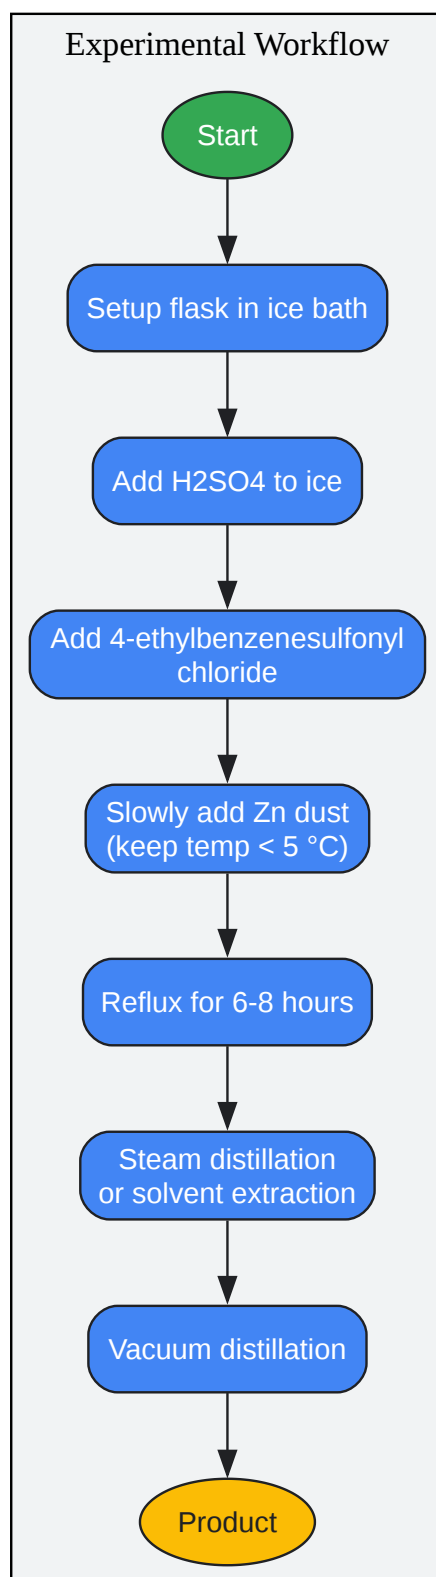 Experimental Workflow
Start
Setup flask in ice bath
Add H2SO4 to ice
Add 4-ethylbenzenesulfonyl
chloride
Slowly add Zn dust
(keep temp < 5 °C)
Reflux for 6-8 hours
Steam distillation
or solvent extraction
Vacuum distillation
Product